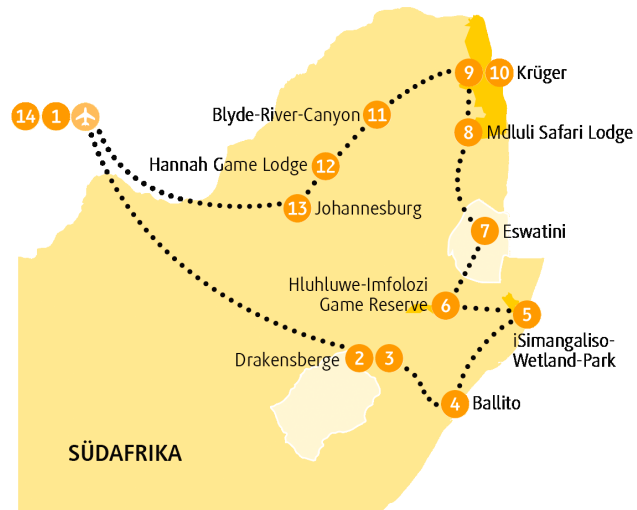 9 10 Krüger
14 1
Blyde-River-Canyon 11
8 Mdluli Safari Lodge
Hannah Game Lodge 12
13 Johannesburg
7 Eswatini
Hluhluwe-Imfolozi
Game Reserve 6
5
iSimangaliso-
Wetland-Park
Drakensberge 2 3
4 Ballito
SÜDAFRIKA